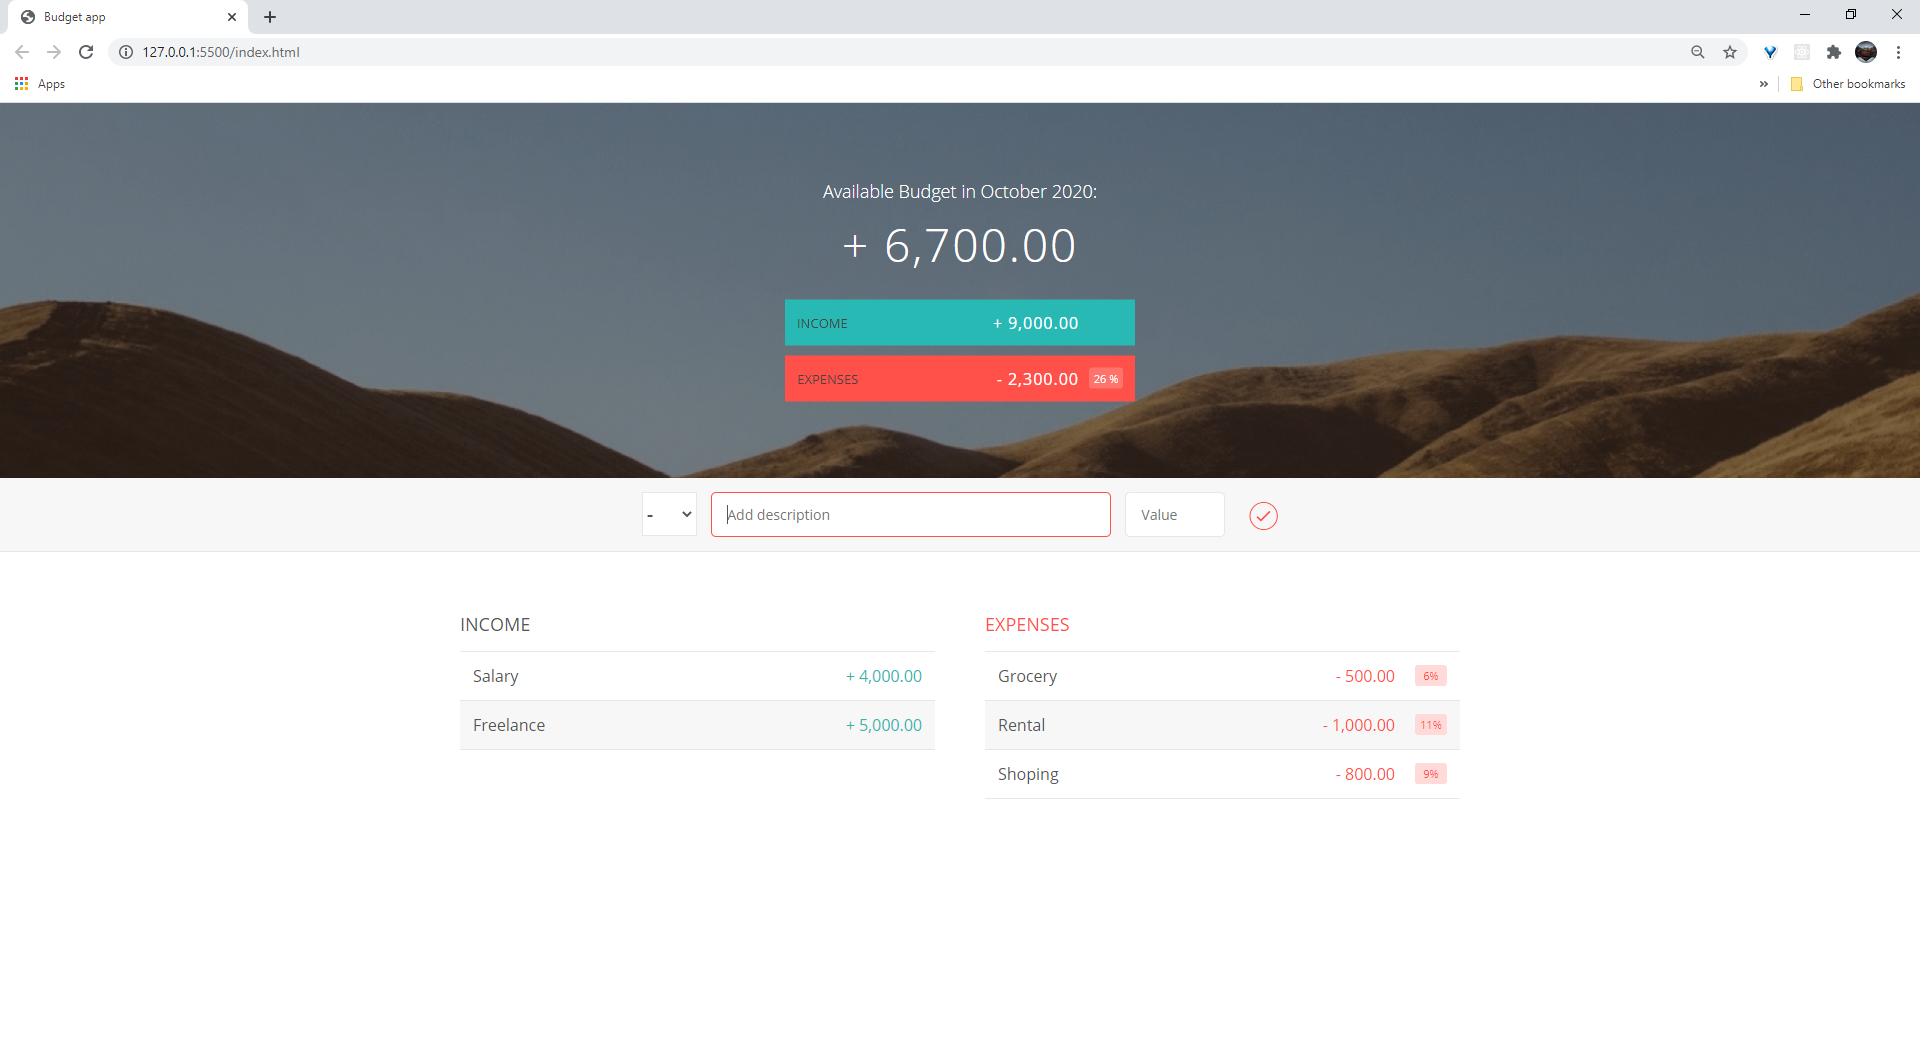 Budget app
127.0.0.1:5500/index.html
Apps
» Other bookmarks
Available Budget in October 2020:
+ 6,700.00
INCOME + 9,000.00
EXPENSES - 2,300.00 26 %
- Add description Value
INCOME
Salary + 4,000.00
Freelance + 5,000.00
EXPENSES
Grocery - 500.00 6%
Rental - 1,000.00 11%
Shoping - 800.00 9%